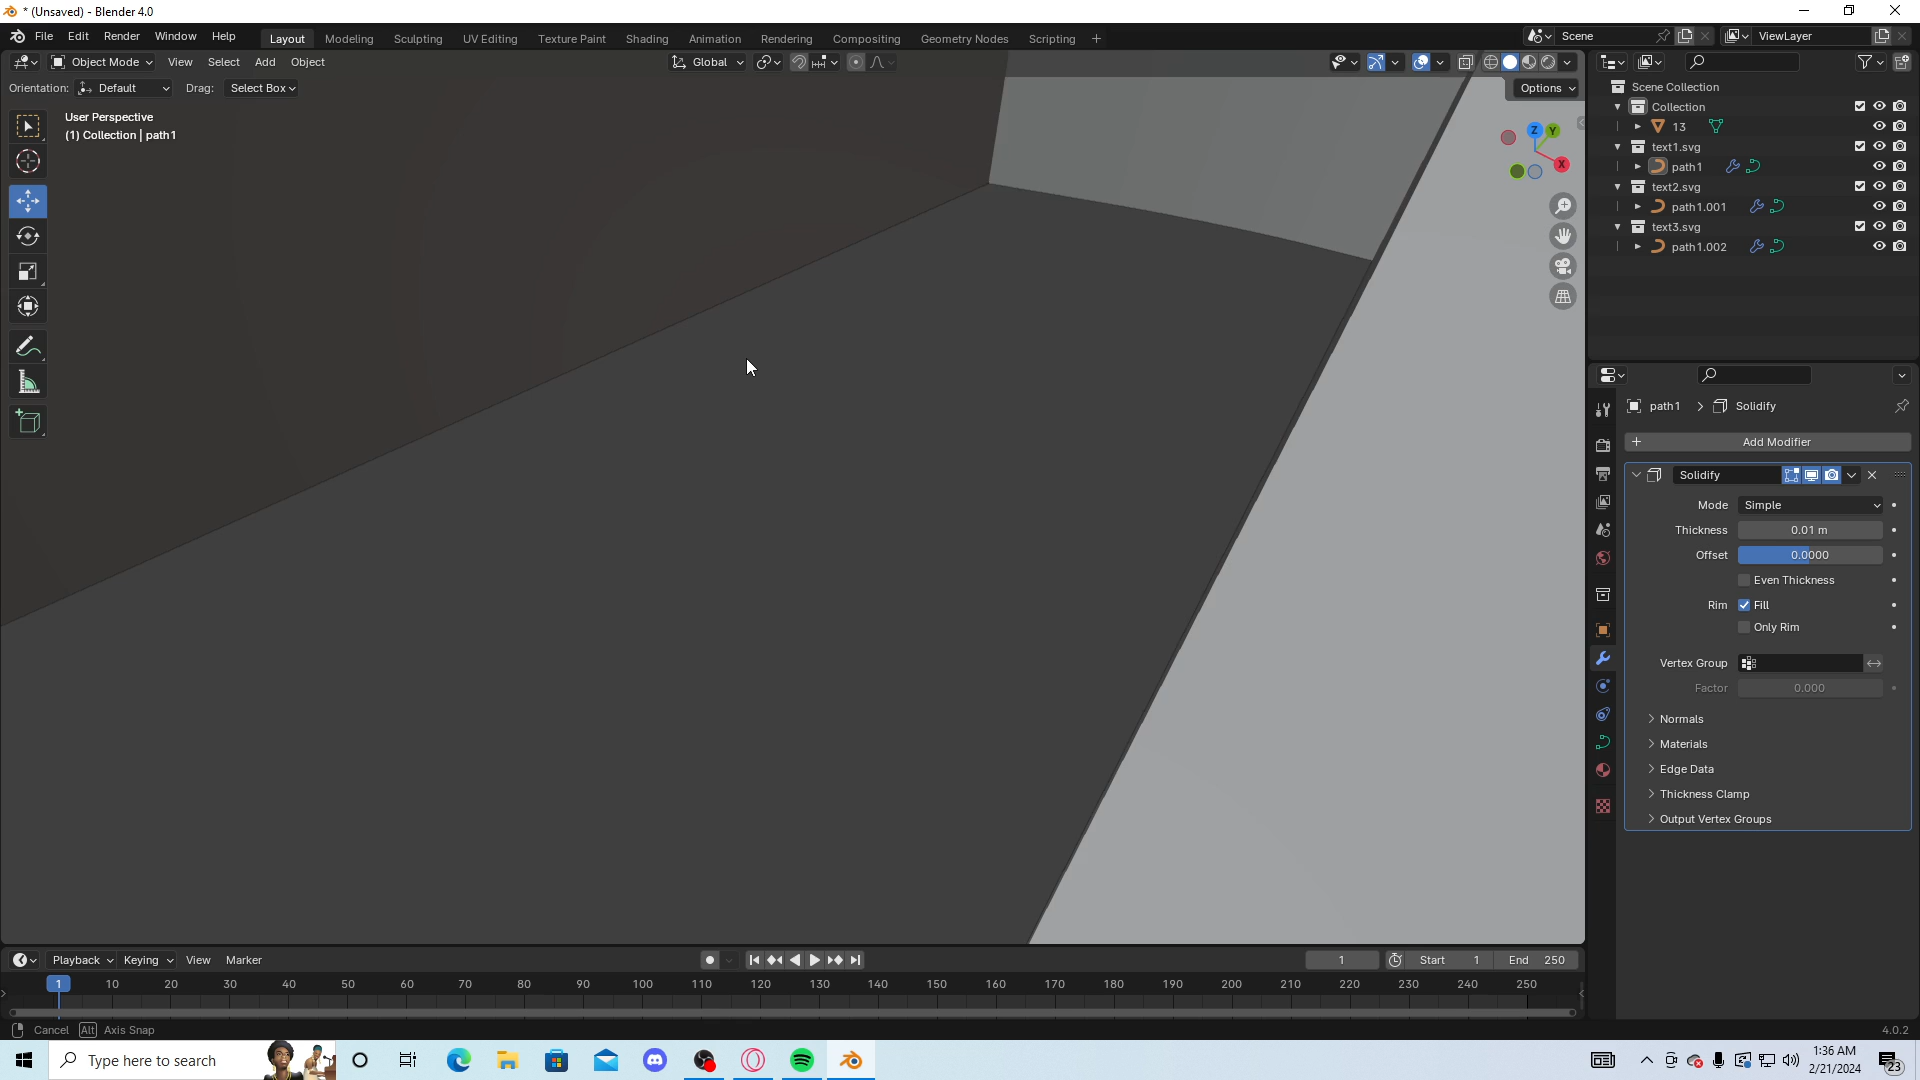 * (Unsaved) - Blender 4.0
File Edit Render Window Help Layout Modeling Sculpting UV Editing Texture Paint Shading Animation Rendering Compositing Geometry Nodes Scripting + Scene ViewLayer
Object Mode View Select Add Object Global
Orientation: Default Drag: Select Box Options
User Perspective
(1) Collection | path1
Z Y
X
Scene Collection
Collection
13
text1.svg
path1
text2.svg
path1.001
text3.svg
path1.002
path1 > Solidify
+ Add Modifier
Solidify
Mode Simple
Thickness 0.01 m
Offset 0.0000
Even Thickness
Rim Fill
Only Rim
Vertex Group
Factor 0.000
Normals
Materials
Edge Data
Thickness Clamp
Output Vertex Groups
Playback Keying View Marker 1 Start 1 End 250
1 10 20 30 40 50 60 70 80 90 100 110 120 130 140 150 160 170 180 190 200 210 220 230 240 250
Cancel Alt Axis Snap 4.0.2
Type here to search
1:36 AM
2/21/2024
23